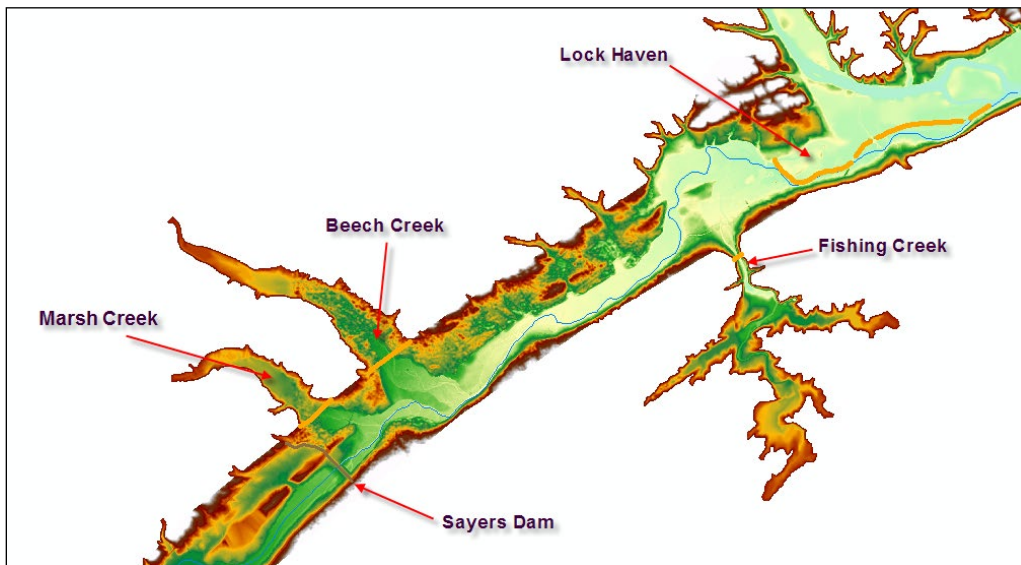 Lock Haven
Beech Creek
Fishing Creek
Marsh Creek
Sayers Dam